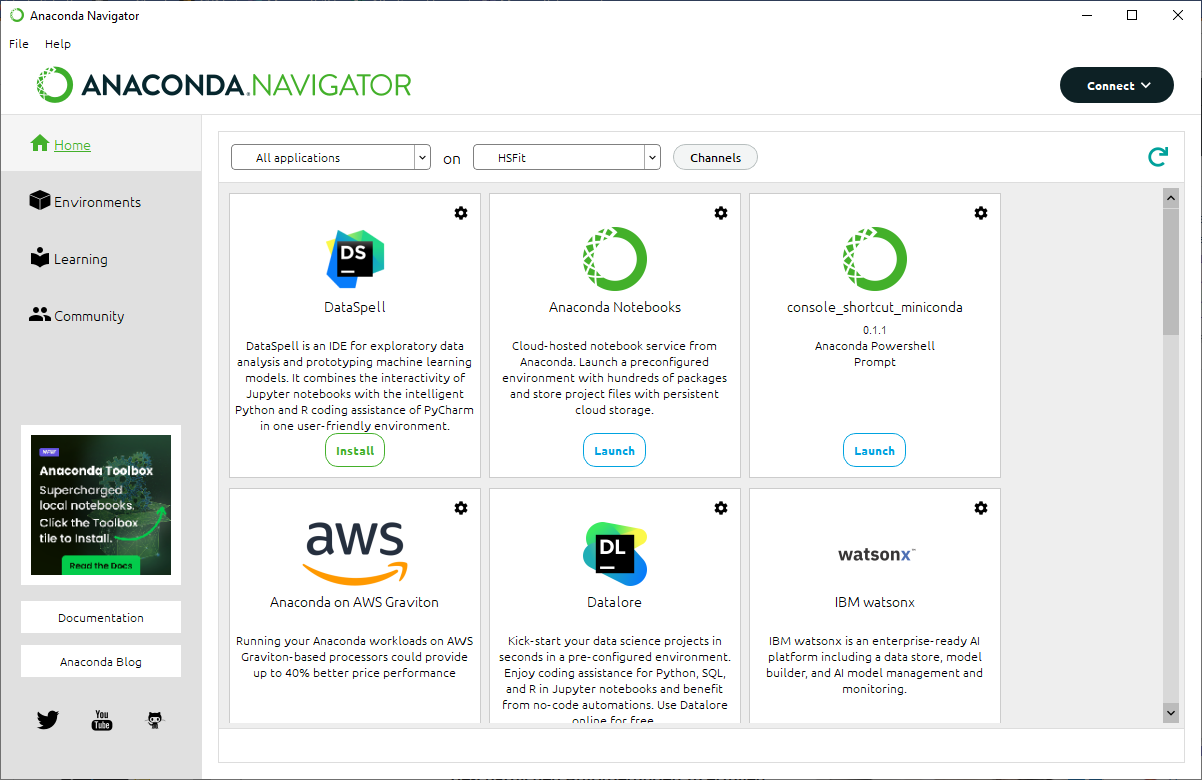 Anaconda Navigator
File Help
ANACONDA.NAVIGATOR
Connect
Home
Environments
Learning
Community
NEW
Anaconda Toolbox
Supercharged
local notebooks.
Click the Toolbox
tile to Install.
Read the Docs
Documentation
Anaconda Blog
You
Tube
All applications on HSFit Channels
DS
DataSpell
DataSpell is an IDE for exploratory data
analysis and prototyping machine learning
models. It combines the interactivity of
Jupyter notebooks with the intelligent
Python and R coding assistance of PyCharm
in one user-friendly environment.
Install
Anaconda Notebooks
Cloud-hosted notebook service from
Anaconda. Launch a preconfigured
environment with hundreds of packages
and store project files with persistent
cloud storage.
Launch
console_shortcut_miniconda
0.1.1
Anaconda Powershell
Prompt
Launch
aws
Anaconda on AWS Graviton
Running your Anaconda workloads on AWS
Graviton-based processors could provide
up to 40% better price performance
DL
Datalore
Kick-start your data science projects in
seconds in a pre-configured environment.
Enjoy coding assistance for Python, SQL,
and R in Jupyter notebooks and benefit
from no-code automations. Use Datalore
online for free
watsonx™
IBM watsonx
IBM watsonx is an enterprise-ready AI
platform including a data store, model
builder, and AI model management and
monitoring.